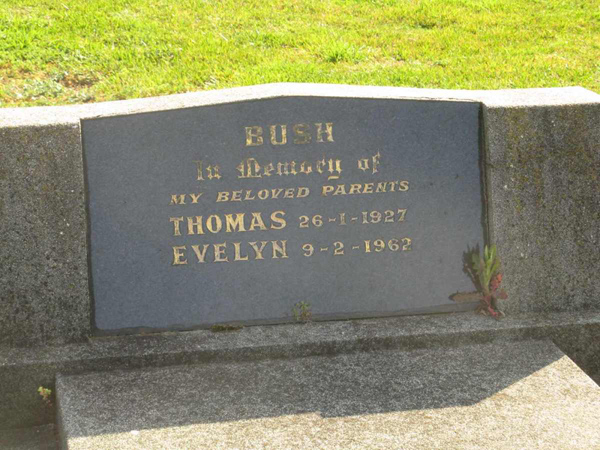 BUSH
In Memory of
MY BELOVED PARENTS
THOMAS 26-1-1927
EVELYN 9-2-1962